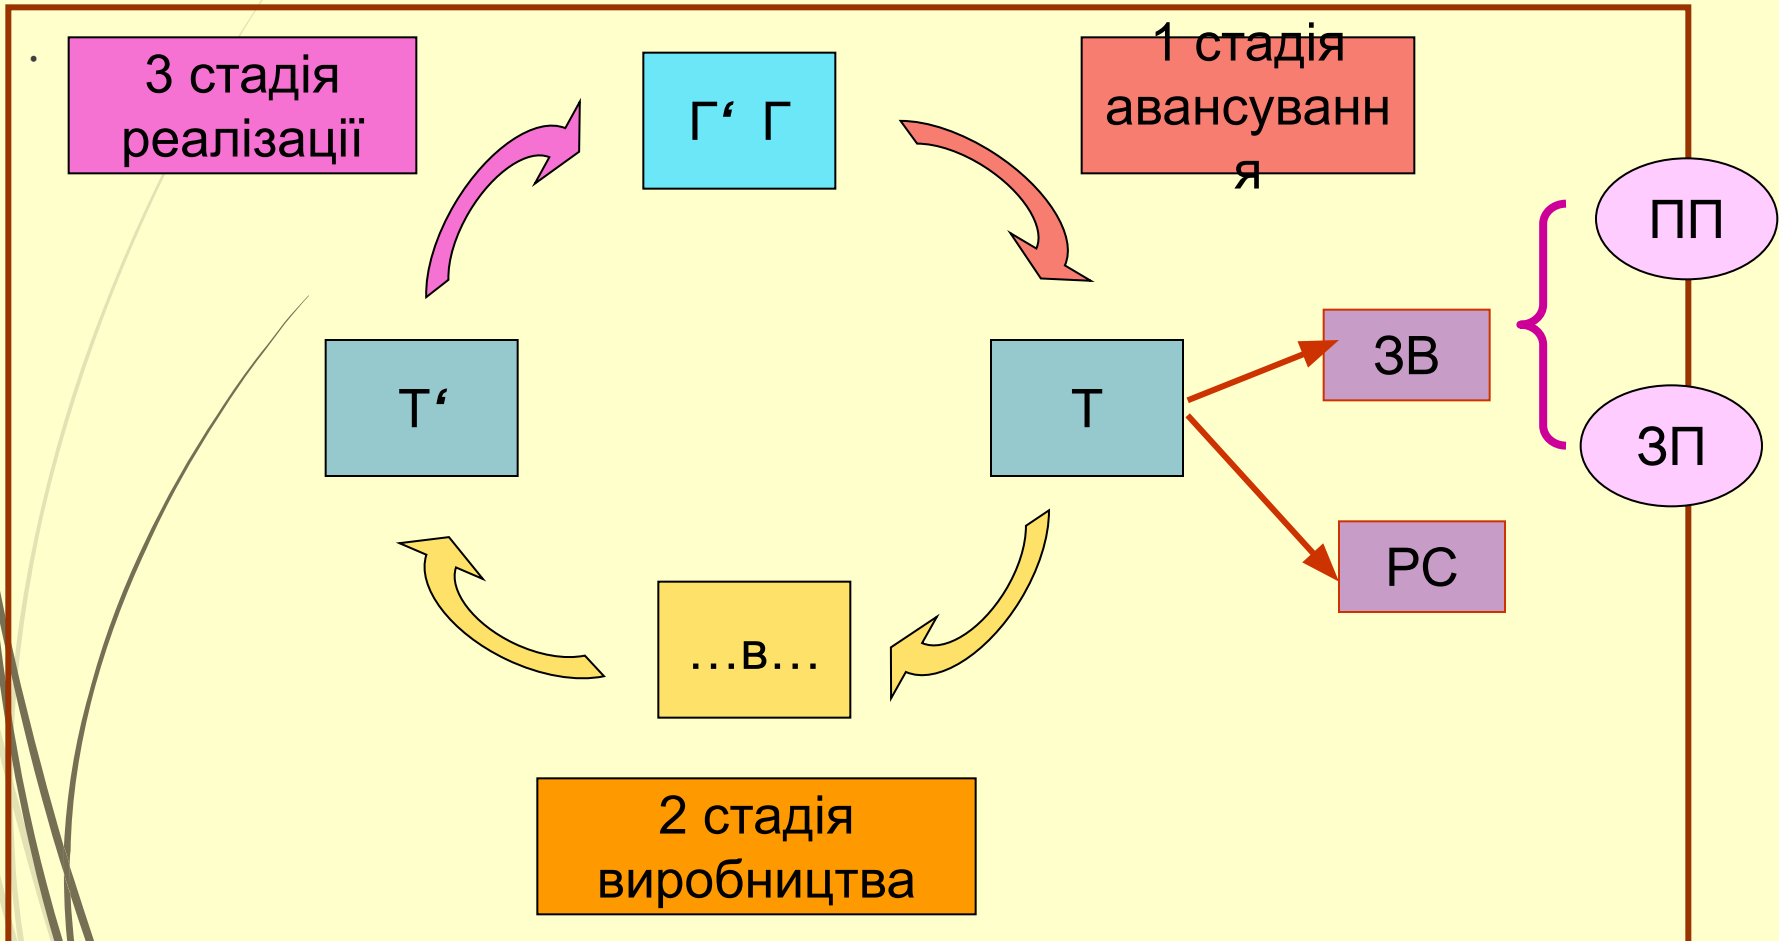 3 стадія
реалізації
Г‘ Г
1 стадія
авансуванн
я
ПП
ЗВ
ЗП
Т‘
Т
РС
…в…
2 стадія
виробництва